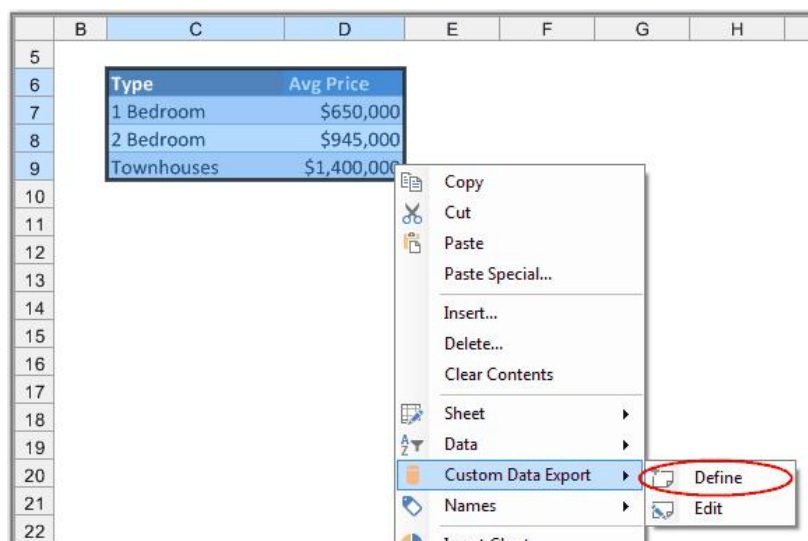 B C D E F G H
5
6 Type Avg Price
7 1 Bedroom $650,000
8 2 Bedroom $945,000
9 Townhouses $1,400,000
10 Copy
11 Cut
12 Paste
13 Paste Special...
14 Insert...
15 Delete...
16 Clear Contents
17
18 Sheet
19 Data
20 Custom Data Export Define
21 Names Edit
22